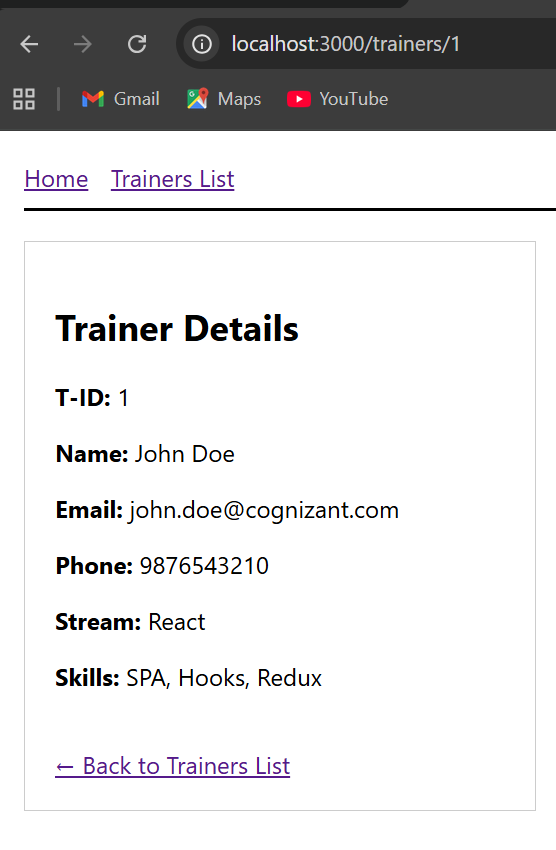 localhost:3000/trainers/1
Gmail Maps YouTube
Home Trainers List
Trainer Details
T-ID: 1
Name: John Doe
Email: john.doe@cognizant.com
Phone: 9876543210
Stream: React
Skills: SPA, Hooks, Redux
← Back to Trainers List